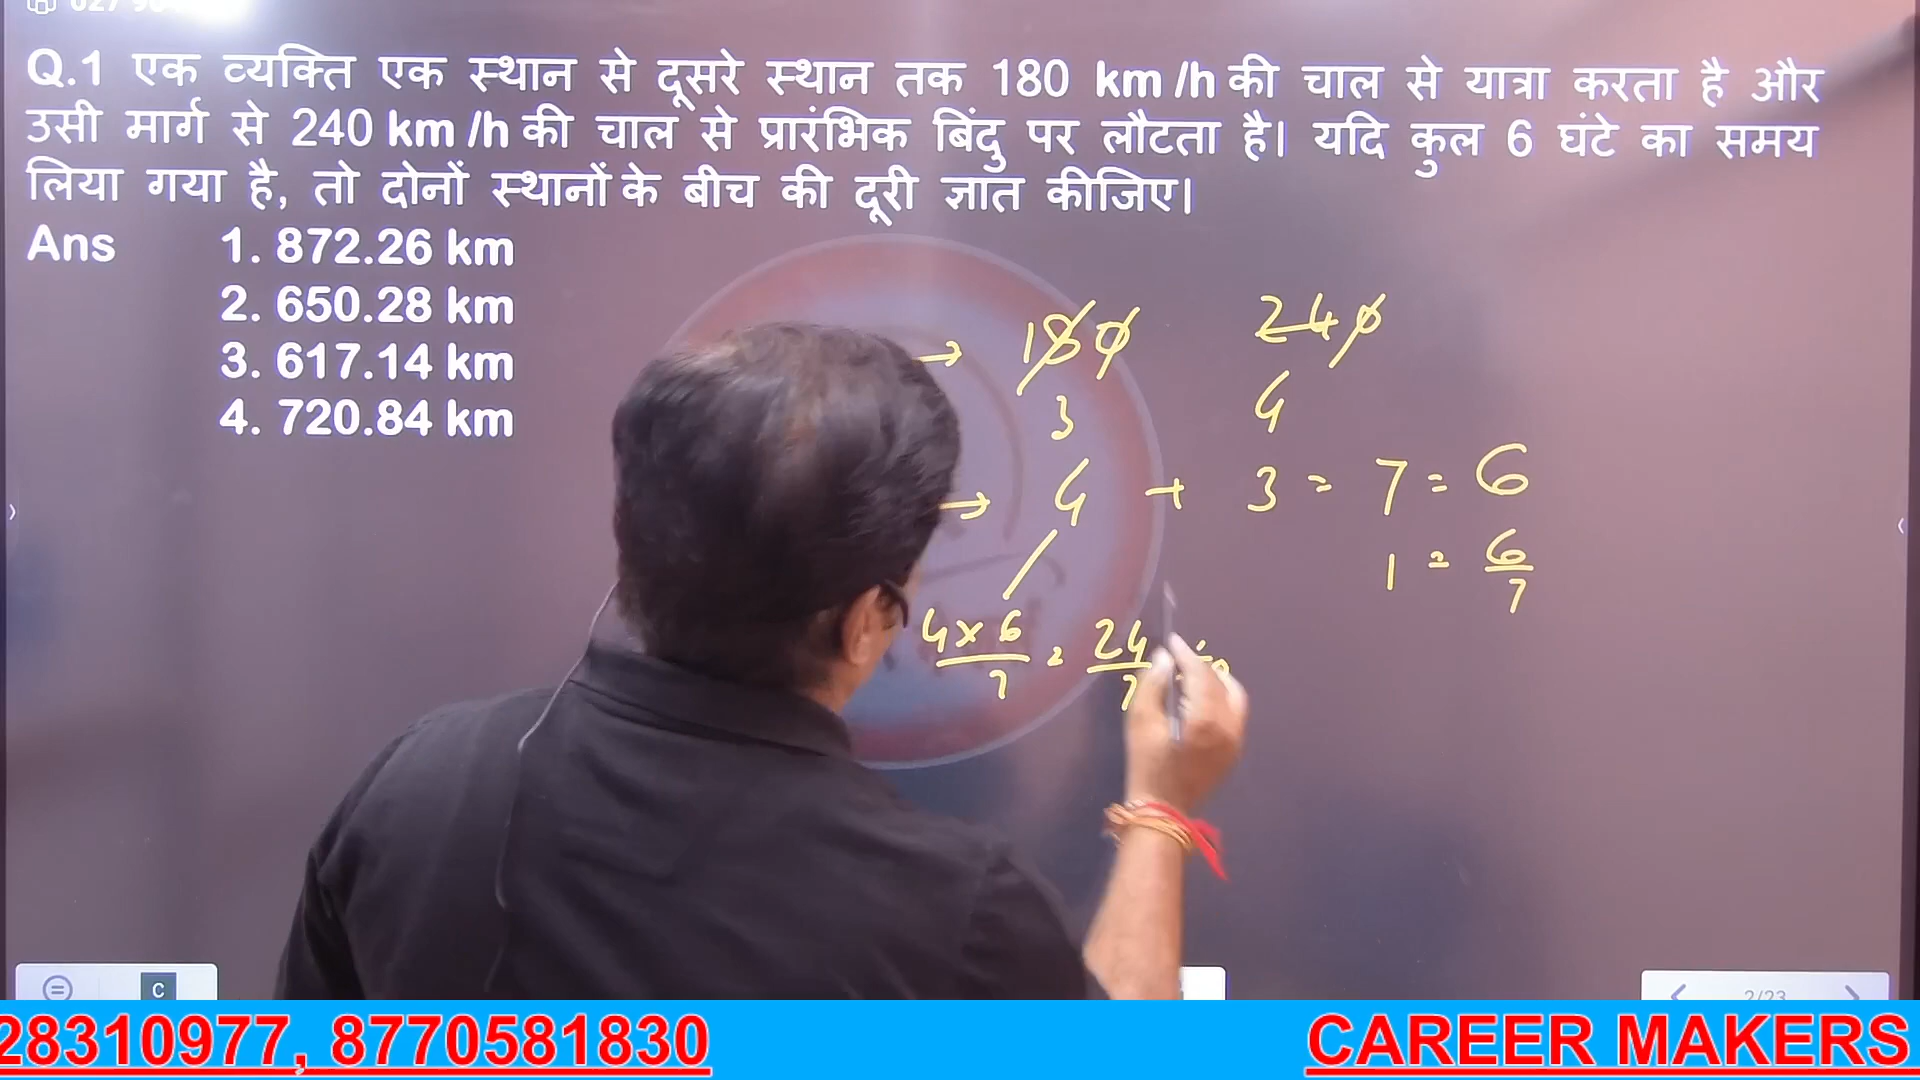 Q.1 एक व्यक्ति एक स्थान से दूसरे स्थान तक 180 km /h की चाल से यात्रा करता है और
उसी मार्ग से 240 km /h की चाल से प्रारंभिक बिंदु पर लौटता है। यदि कुल 6 घंटे का समय
लिया गया है, तो दोनों स्थानों के बीच की दूरी ज्ञात कीजिए।
Ans 1. 872.26 km
2. 650.28 km
3. 617.14 km
4. 720.84 km
→ 180 240
3 4
→ 4 + 3 = 7 = 6
1 = 6/7
4×6/7 = 24/7
C
2/23
28310977, 8770581830
CAREER MAKERS